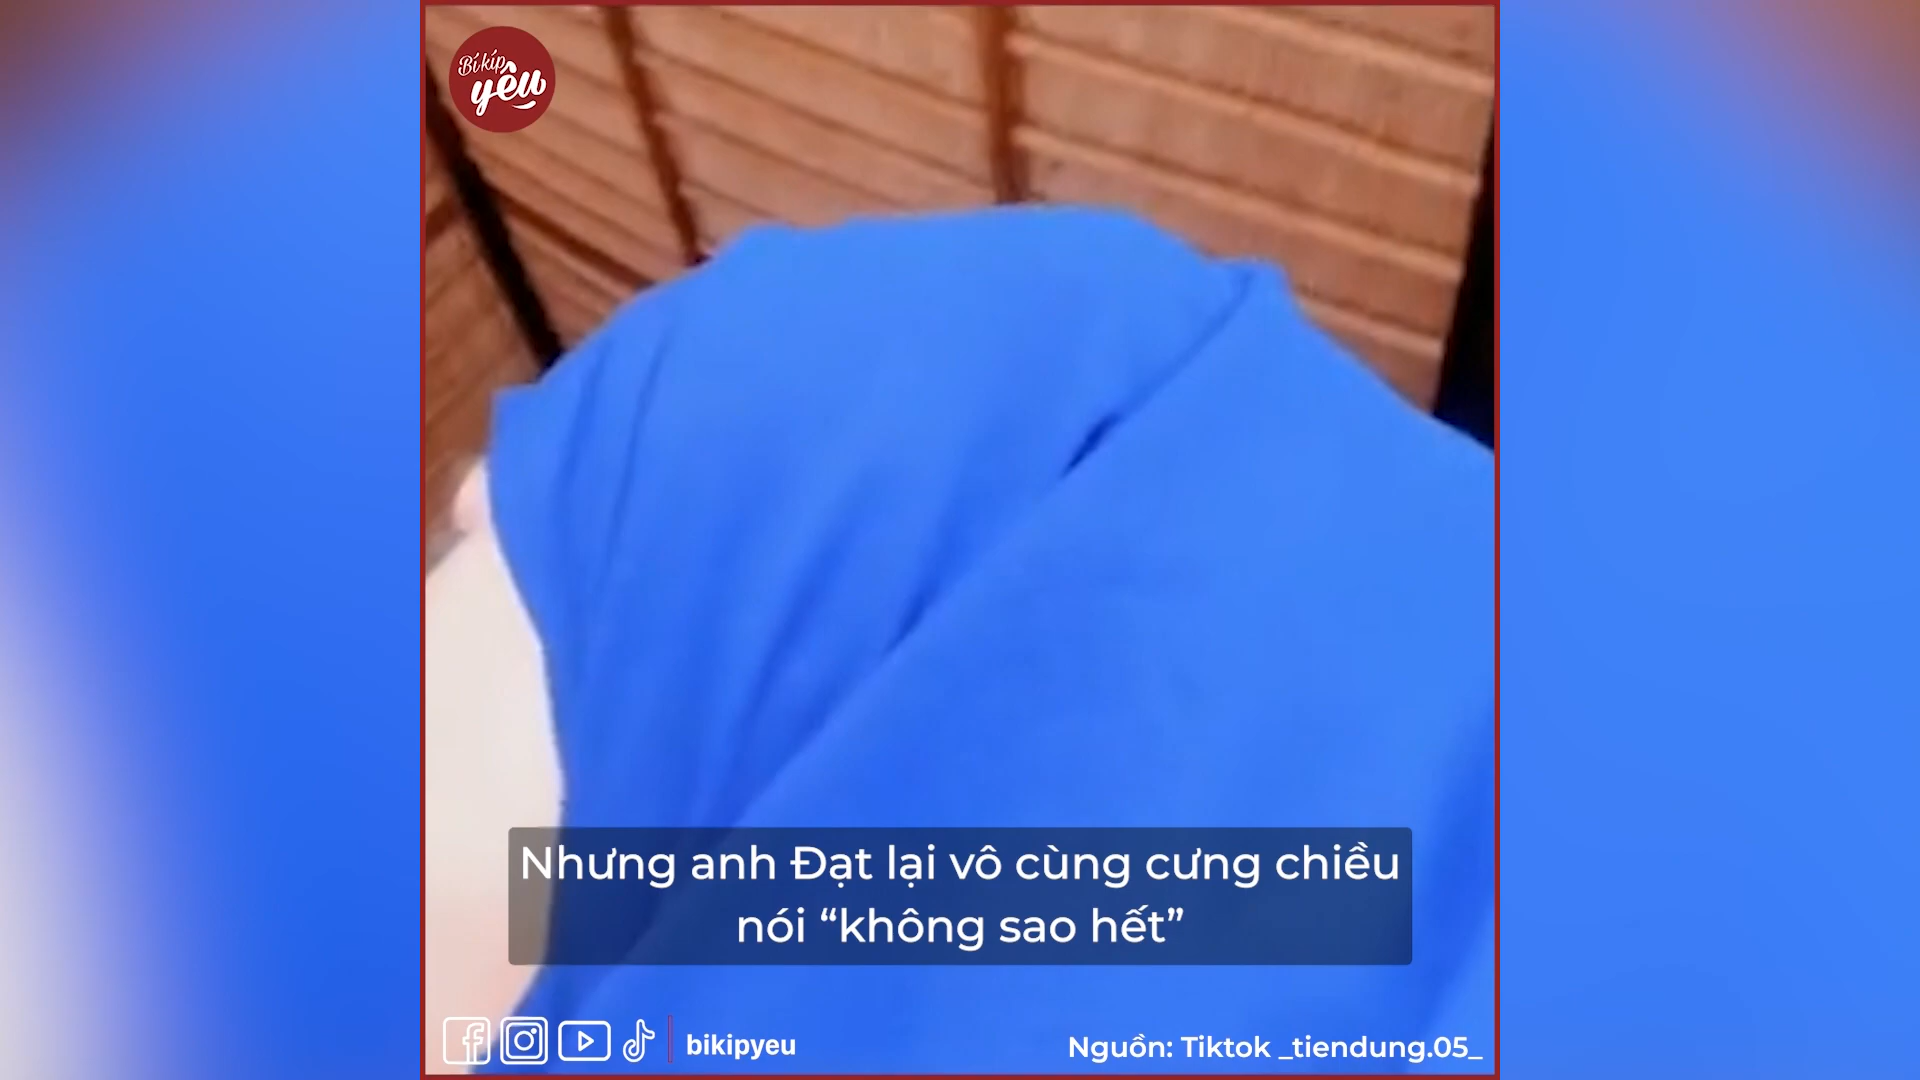 Bí kíp
yêu
Nhưng anh Đạt lại vô cùng cưng chiều
nói “không sao hết”
bikipyeu
Nguồn: Tiktok _tiendung.05_